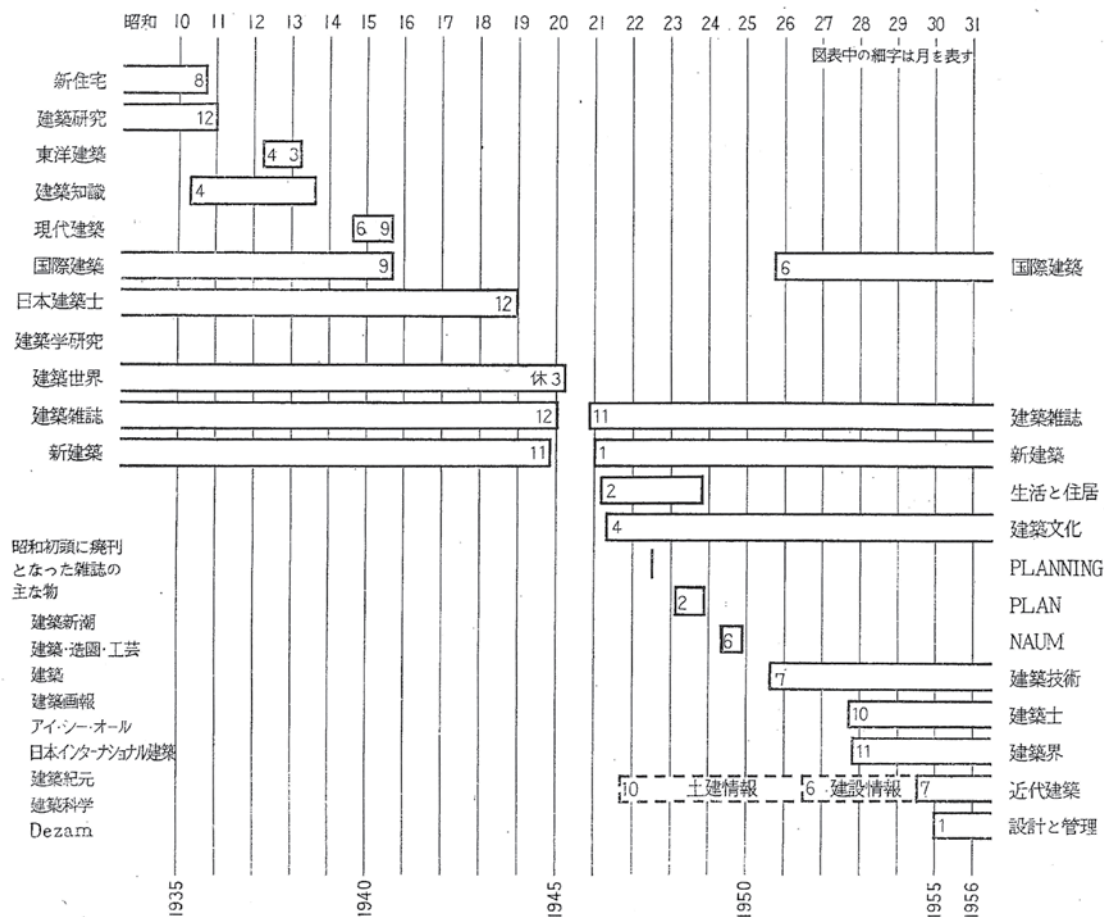 昭和 10 11 12 13 14 15 16 17 18 19 20 21 22 23 24 25 26 27 28 29 30 31
図表中の細字は月を表す
新住宅 8
建築研究 12
東洋建築 4 3
建築知識 4
現代建築 6 9
国際建築 9 6 国際建築
日本建築士 12
建築学研究
建築世界 休3
建築雑誌 12 11 建築雑誌
新建築 11 1 新建築
2 生活と住居
4 建築文化
昭和初頭に廃刊
となった雑誌の
主な物
PLANNING
2 PLAN
建築新潮
6 NAUM
建築・造園・工芸
建築
7 建築技術
建築画報
10 建築士
アイ・シー・オール
日本インターナショナル建築
11 建築界
建築紀元
10 土建情報 6 建設情報 7 近代建築
建築科学
Dezam
1 設計と管理
1935 1940 1945 1950 1955 1956